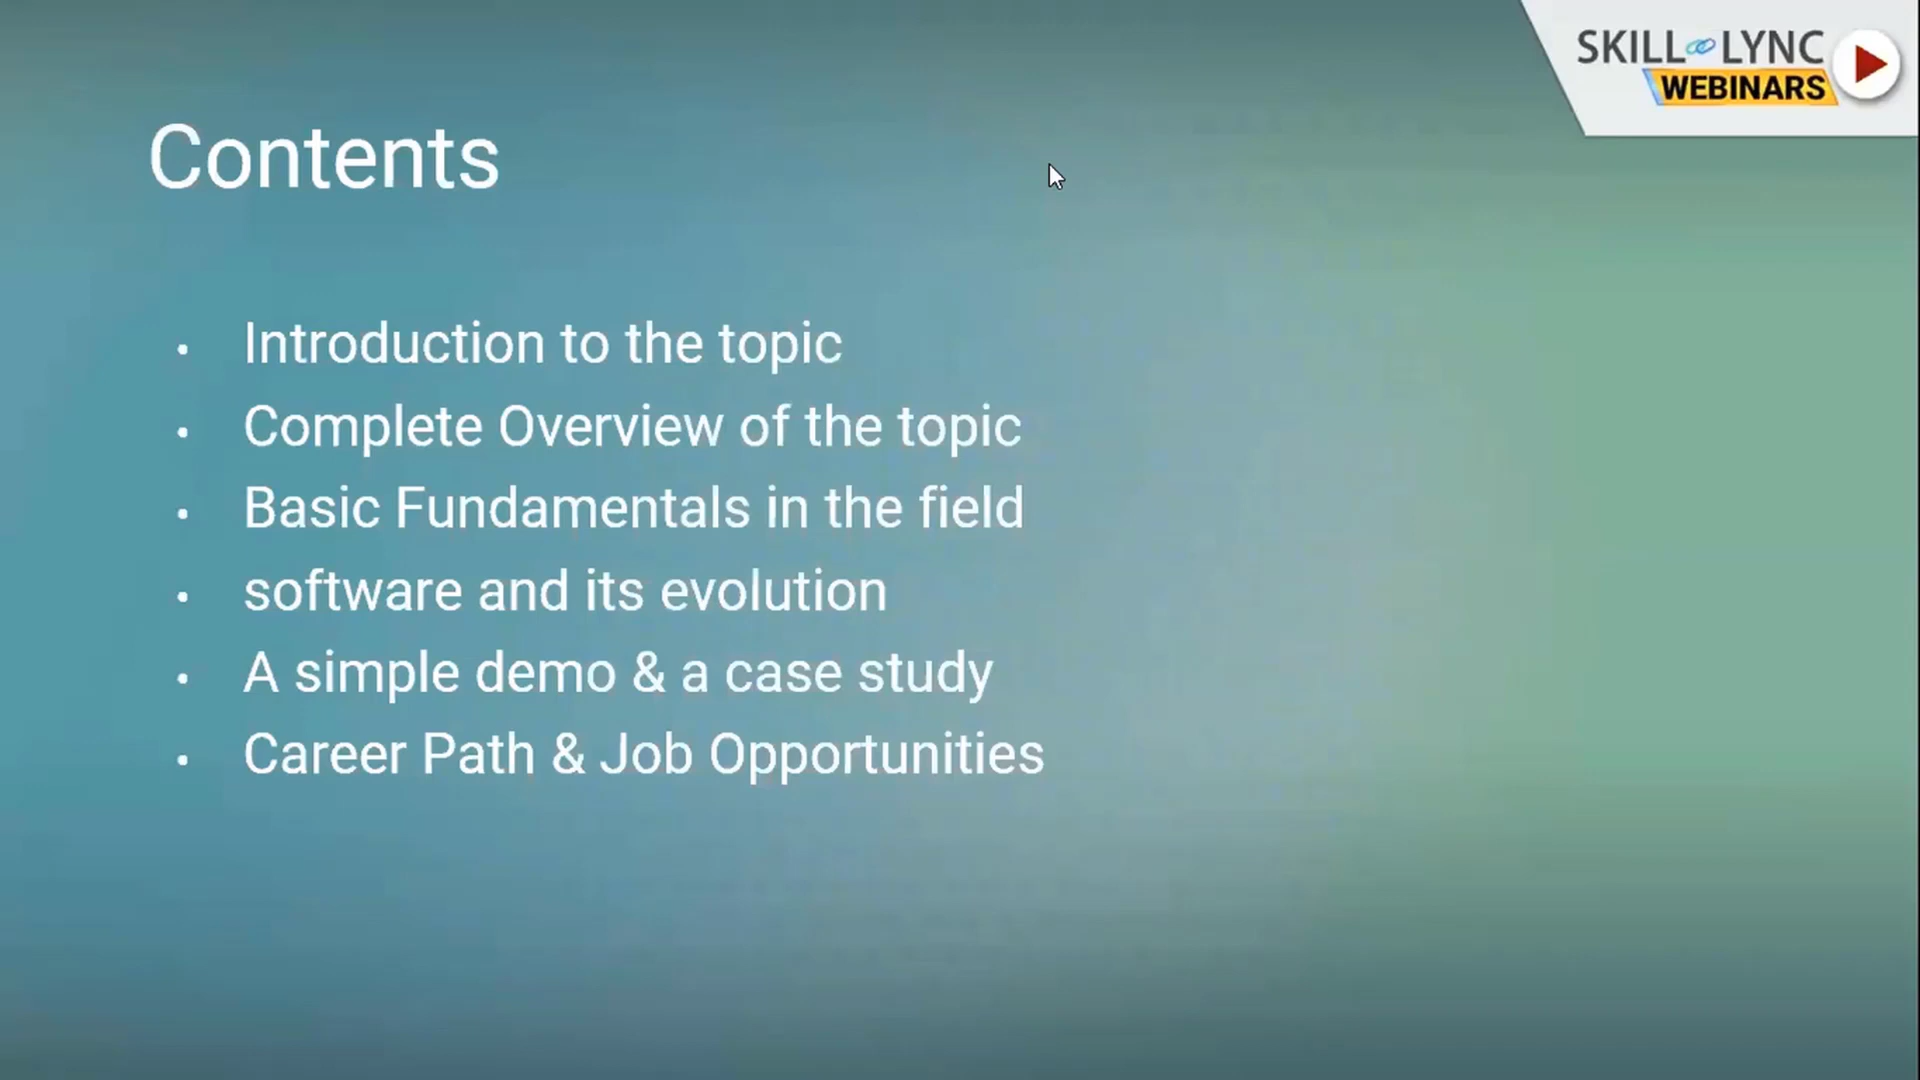 SKILL LYNC
WEBINARS
Contents
• Introduction to the topic
• Complete Overview of the topic
• Basic Fundamentals in the field
• software and its evolution
• A simple demo & a case study
• Career Path & Job Opportunities